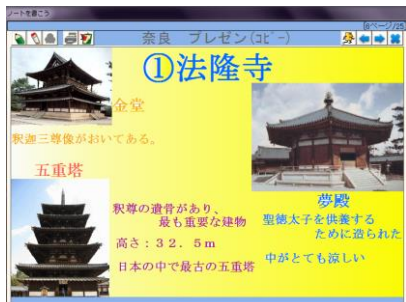 ノートを書こう
奈良 プレゼン(ｺﾋﾟｰ)
①法隆寺
金堂
釈迦三尊像がおいてある。
五重塔
釈尊の遺骨があり、
最も重要な建物
高さ：３２．５ｍ
日本の中で最古の五重塔
夢殿
聖徳太子を供養する
ために造られた
中がとても涼しい